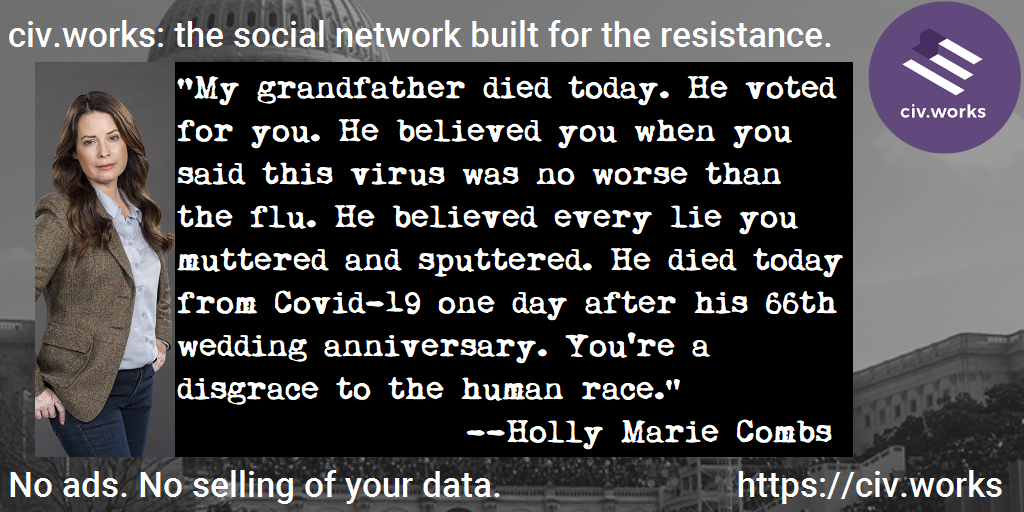 civ.works: the social network built for the resistance.
civ.works
"My grandfather died today. He voted
for you. He believed you when you
said this virus was no worse than
the flu. He believed every lie you
muttered and sputtered. He died today
from Covid-19 one day after his 66th
wedding anniversary. You're a
disgrace to the human race."
--Holly Marie Combs
No ads. No selling of your data.
https://civ.works